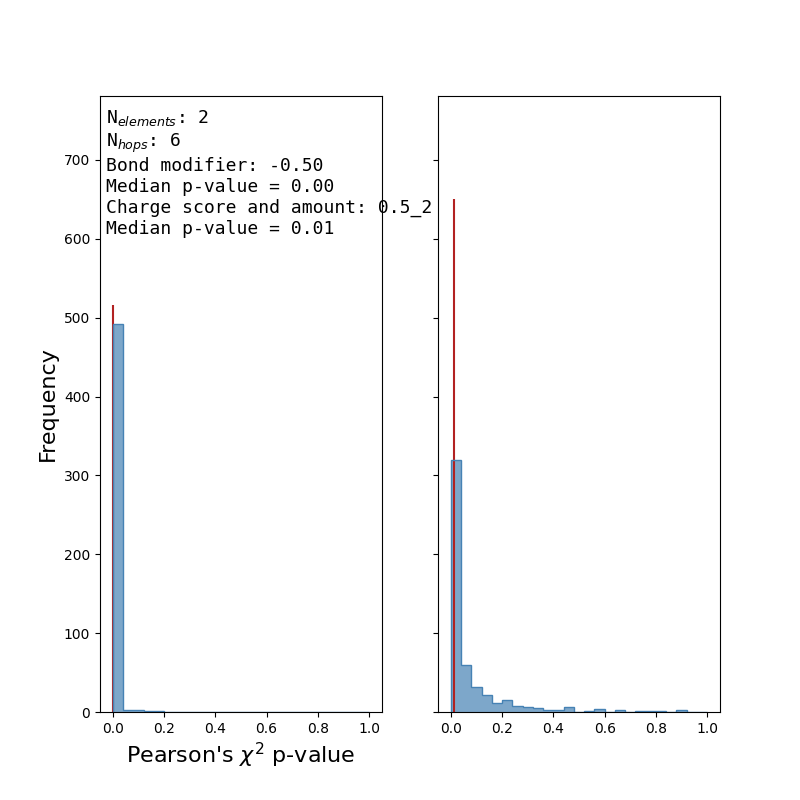 N_elements: 2
N_hops: 6
Bond modifier: -0.50
Median p-value = 0.00
Charge score and amount: 0.5_2
Median p-value = 0.01
700
600
500
400
300
200
100
0
Frequency
0.0 0.2 0.4 0.6 0.8 1.0
0.0 0.2 0.4 0.6 0.8 1.0
Pearson's χ² p-value